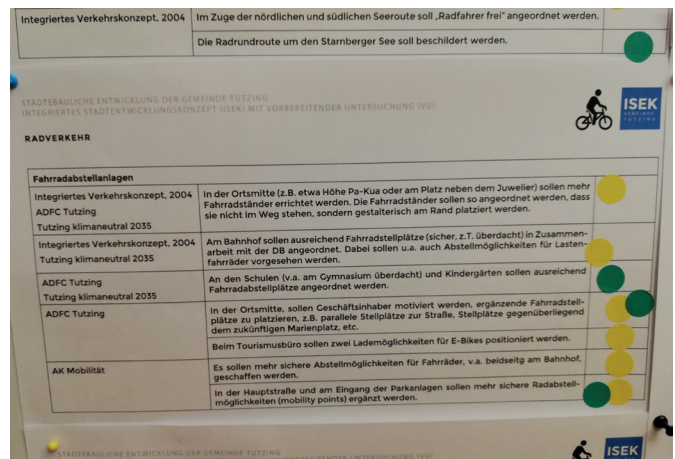 Integriertes Verkehrskonzept, 2004
Im Zuge der nördlichen und südlichen Seeroute soll „Radfahrer frei" angeordnet werden.
Die Radrundroute um den Starnberger See soll beschildert werden.
STÄDTEBAULICHE ENTWICKLUNG DER GEMEINDE TUTZING
INTEGRIERTES STADTENTWICKLUNGSKONZEPT (ISEK) MIT VORBEREITENDER UNTERSUCHUNG (VU)
ISEK
GEMEINDE
TUTZING
RADVERKEHR
Fahrradabstellanlagen
Integriertes Verkehrskonzept, 2004
ADFC Tutzing
Tutzing klimaneutral 2035
In der Ortsmitte (z.B. etwa Höhe Pa-Kua oder am Platz neben dem Juwelier) sollen mehr
Fahrradständer errichtet werden. Die Fahrradständer sollen so angeordnet werden, dass
sie nicht im Weg stehen, sondern gestalterisch am Rand platziert werden.
Integriertes Verkehrskonzept, 2004
Tutzing klimaneutral 2035
Am Bahnhof sollen ausreichend Fahrradstellplätze (sicher, z.T. überdacht) in Zusammen-
arbeit mit der DB angeordnet. Dabei sollen u.a. auch Abstellmöglichkeiten für Lasten-
fahrräder vorgesehen werden.
ADFC Tutzing
Tutzing klimaneutral 2035
An den Schulen (v.a. am Gymnasium überdacht) und Kindergärten sollen ausreichend
Fahrradabstellplätze angeordnet werden.
ADFC Tutzing
In der Ortsmitte, sollen Geschäftsinhaber motiviert werden, ergänzende Fahrradstell-
plätze zu platzieren, z.B. parallele Stellplätze zur Straße, Stellplätze gegenüberliegend
dem zukünftigen Marienplatz, etc.
Beim Tourismusbüro sollen zwei Lademöglichkeiten für E-Bikes positioniert werden.
AK Mobilität
Es sollen mehr sichere Abstellmöglichkeiten für Fahrräder, v.a. beidseitg am Bahnhof,
geschaffen werden.
In der Hauptstraße und am Eingang der Parkanlagen sollen mehr sichere Radabstell-
möglichkeiten (mobility points) ergänzt werden.
STÄDTEBAULICHE ENTWICKLUNG DER GEMEINDE TUTZING
ISEK